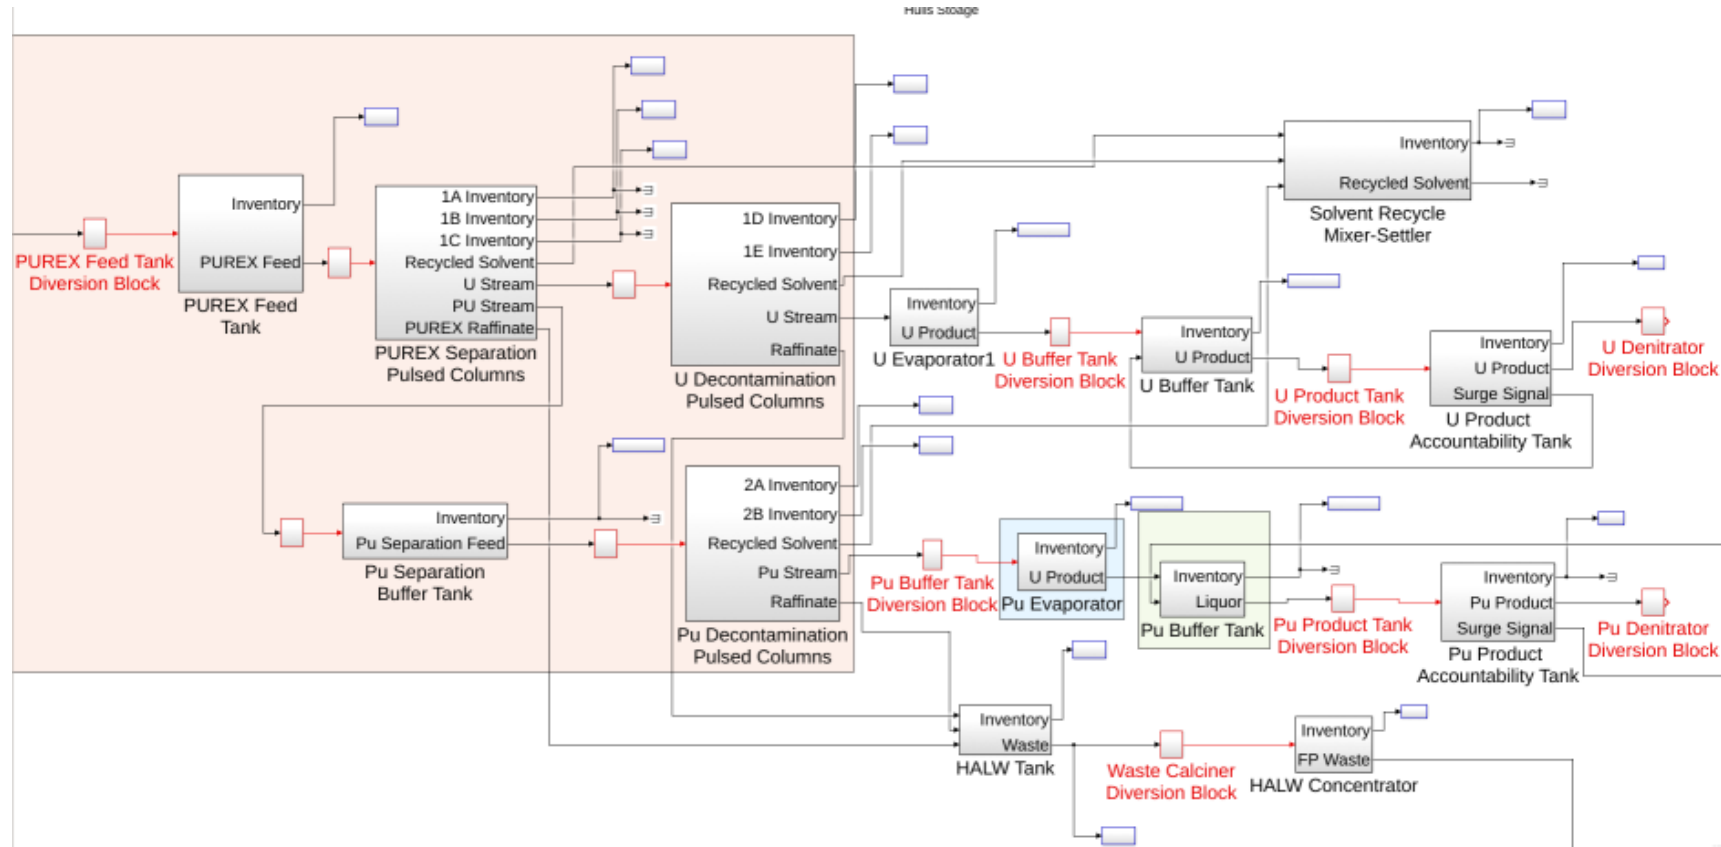 Hulls Stoage
Inventory
PUREX Feed
PUREX Feed
Tank
PUREX Feed Tank
Diversion Block
1A Inventory
1B Inventory
1C Inventory
Recycled Solvent
U Stream
PU Stream
PUREX Raffinate
PUREX Separation
Pulsed Columns
1D Inventory
1E Inventory
Recycled Solvent
U Stream
Raffinate
U Decontamination
Pulsed Columns
Inventory
U Product
U Evaporator1
U Buffer Tank
Diversion Block
Inventory
U Product
U Buffer Tank
Inventory
Recycled Solvent
Solvent Recycle
Mixer-Settler
U Product Tank
Diversion Block
Inventory
U Product
Surge Signal
U Product
Accountability Tank
U Denitrator
Diversion Block
Inventory
Pu Separation Feed
Pu Separation
Buffer Tank
2A Inventory
2B Inventory
Recycled Solvent
Pu Stream
Raffinate
Pu Decontamination
Pulsed Columns
Pu Buffer Tank
Diversion Block
Inventory
U Product
Pu Evaporator
Inventory
Liquor
Pu Buffer Tank
Pu Product Tank
Diversion Block
Inventory
Pu Product
Surge Signal
Pu Product
Accountability Tank
Pu Denitrator
Diversion Block
Inventory
Waste
HALW Tank
Waste Calciner
Diversion Block
Inventory
FP Waste
HALW Concentrator